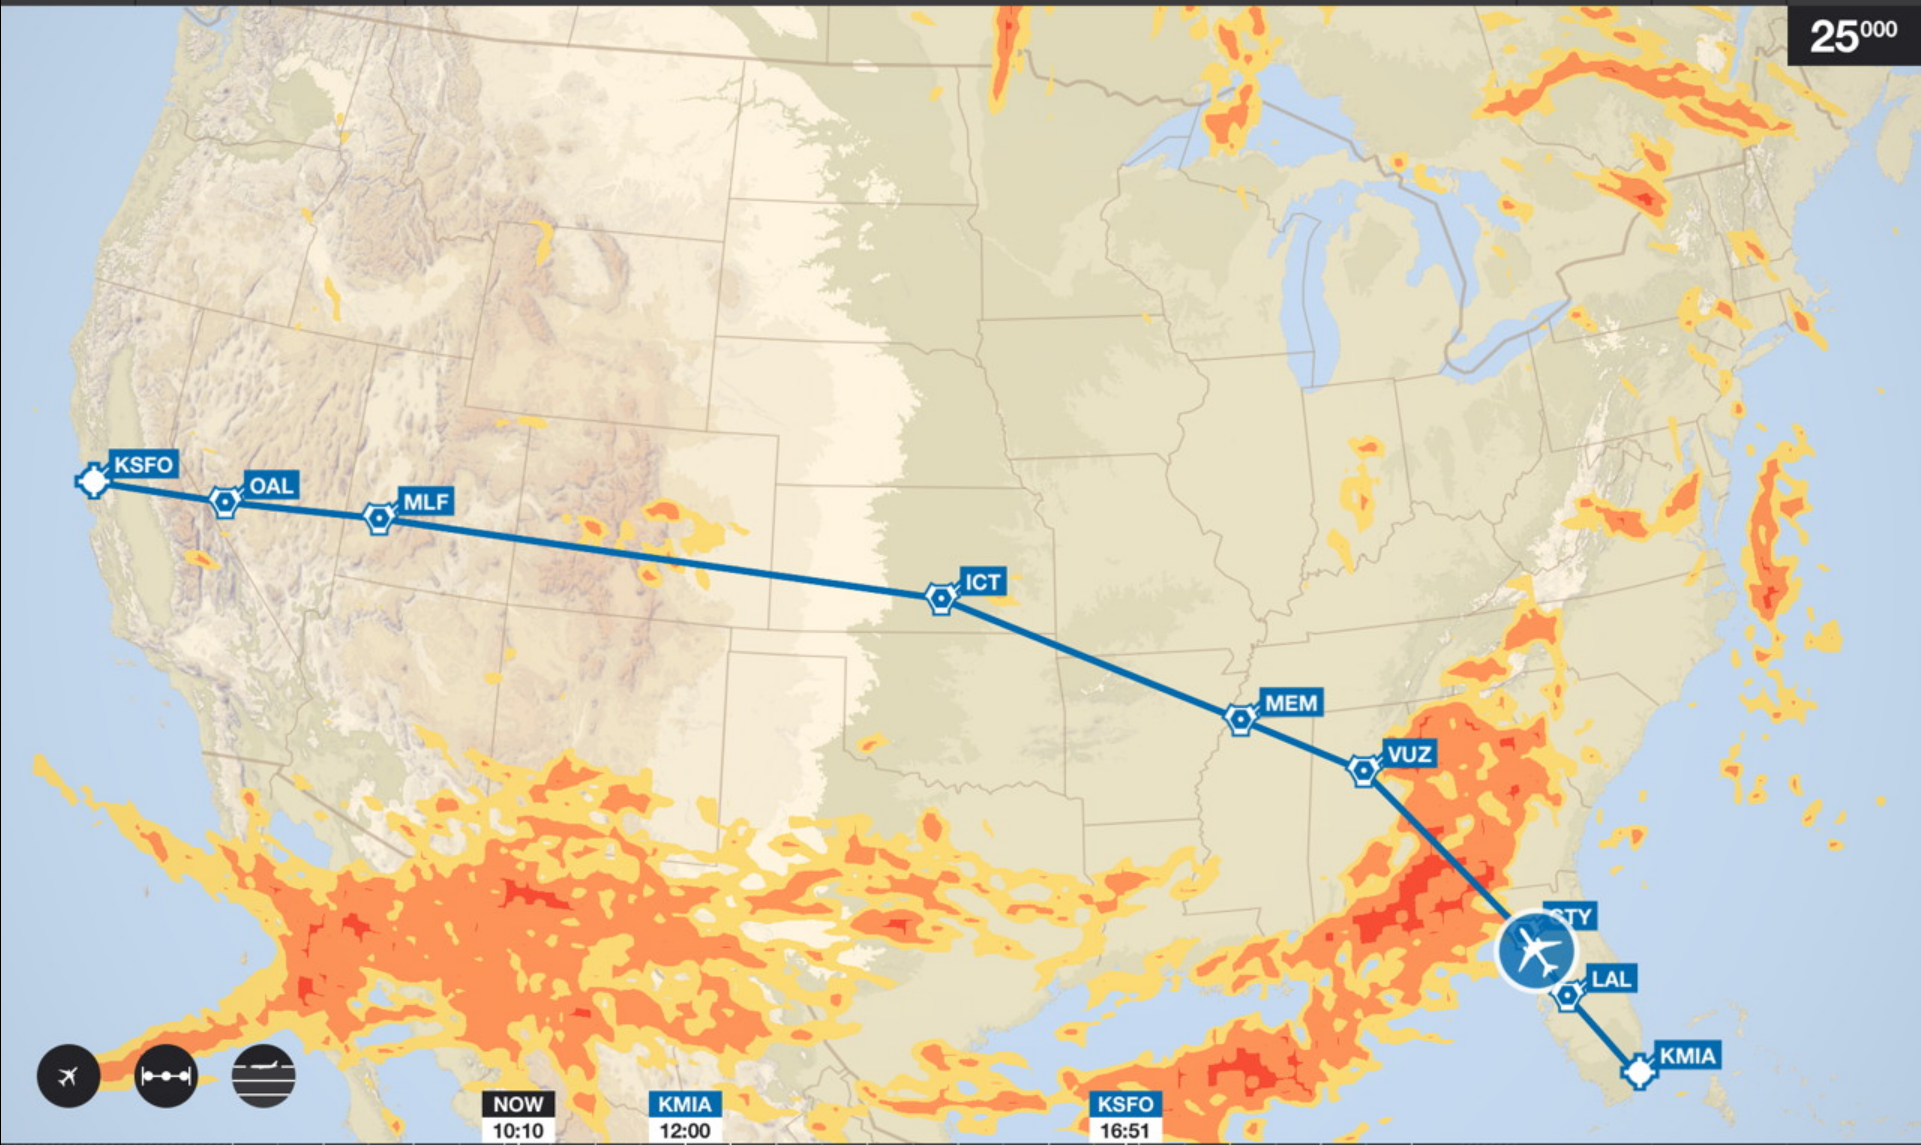 25000
KSFO
OAL
MLF
ICT
MEM
VUZ
LAL
KMIA
NOW
10:10
KMIA
12:00
KSFO
16:51